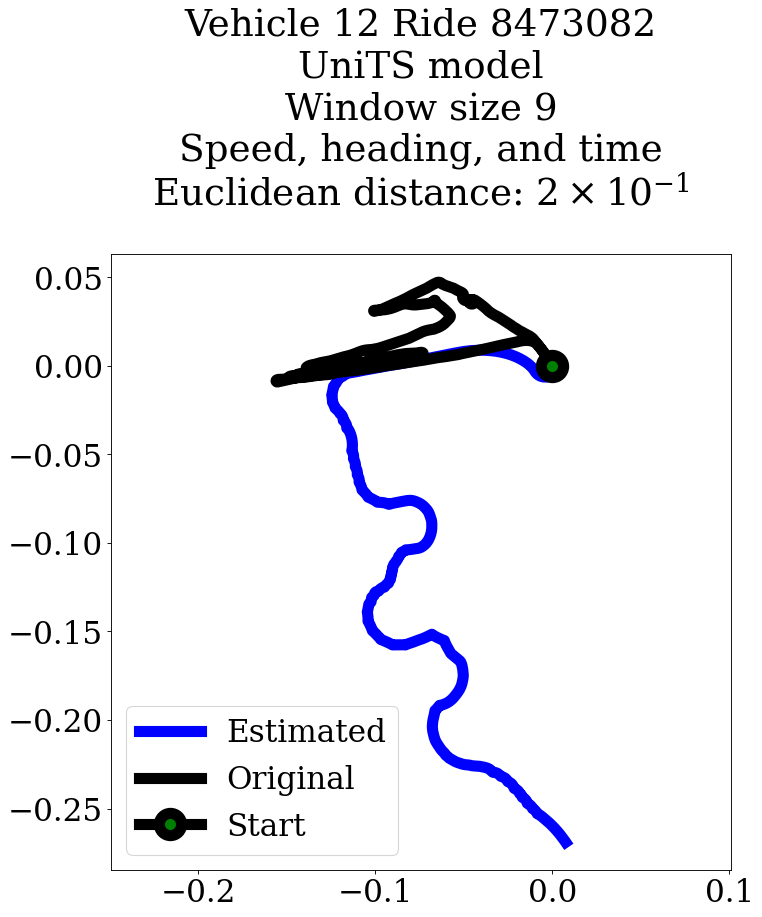 Vehicle 12 Ride 8473082
UniTS model
Window size 9
Speed, heading, and time
Euclidean distance: 2 × 10⁻¹
0.05
0.00
−0.05
−0.10
−0.15
−0.20
−0.25
Estimated
Original
Start
−0.2 −0.1 0.0 0.1